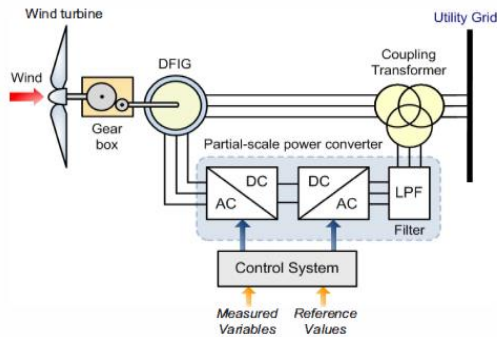 Wind turbine
Utility Grid
DFIG
Coupling
Transformer
Wind
Gear
box
Partial-scale power converter
DC
DC
LPF
AC
AC
Filter
Control System
Measured
Variables
Reference
Values